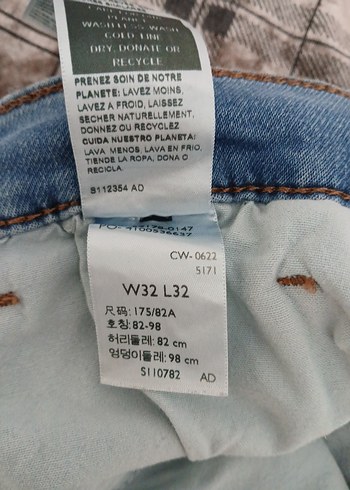 WASH LESS, WASH
COLD, LINE
DRY, DONATE OR
RECYCLE
PRENEZ SOIN DE NOTRE
PLANETE: LAVEZ MOINS,
LAVEZ A FROID, LAISSEZ
SECHER NATURELLEMENT,
DONNEZ OU RECYCLEZ
CUIDA NUESTRO PLANETA:
LAVA MENOS, LAVA EN FRIO,
TIENDE LA ROPA, DONA O
RECICLA.
B112354 AD
CW-0622
5171
W32 L32
尺码: 175/82A
호칭: 82-98
허리둘레: 82 cm
엉덩이둘레: 98 cm
S110782 AD